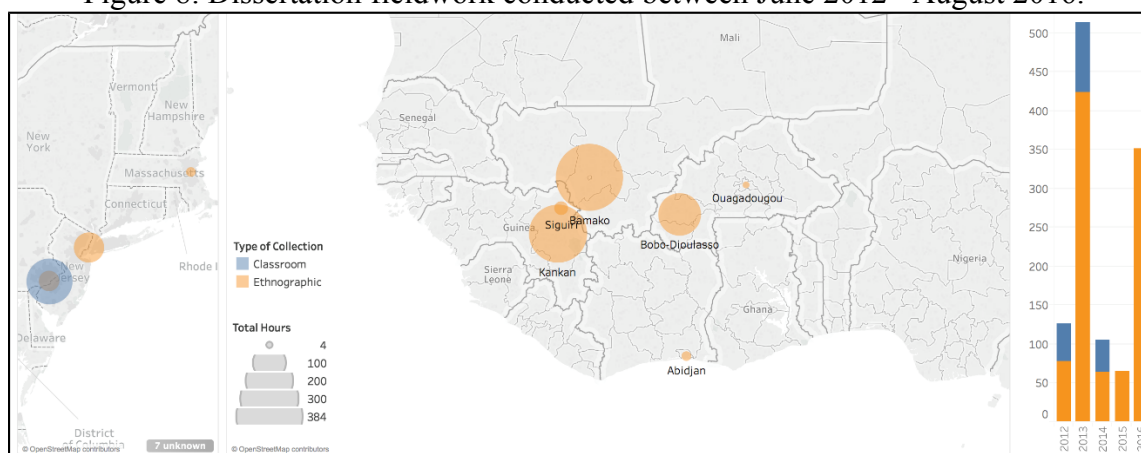 Figure 6: Dissertation fieldwork conducted between June 2012 - August 2016.
Vermont
New
Hampshire
New
York
Massachusetts
Connecticut
Rhode I
New
Jersey
Delaware
District
of Columbia
7 unknown
© OpenStreetMap contributors
Type of Collection
Classroom
Ethnographic
Total Hours
4
100
200
300
384
© OpenStreetMap contributors
Mali
Senegal
Guinea
Siguiri
Bamako
Kankan
Sierra
Leone
Ouagadougou
Bobo-Dioulasso
Ghana
Abidjan
Nigeria
500
450
400
350
300
250
200
150
100
50
0
2012
2013
2014
2015
2016